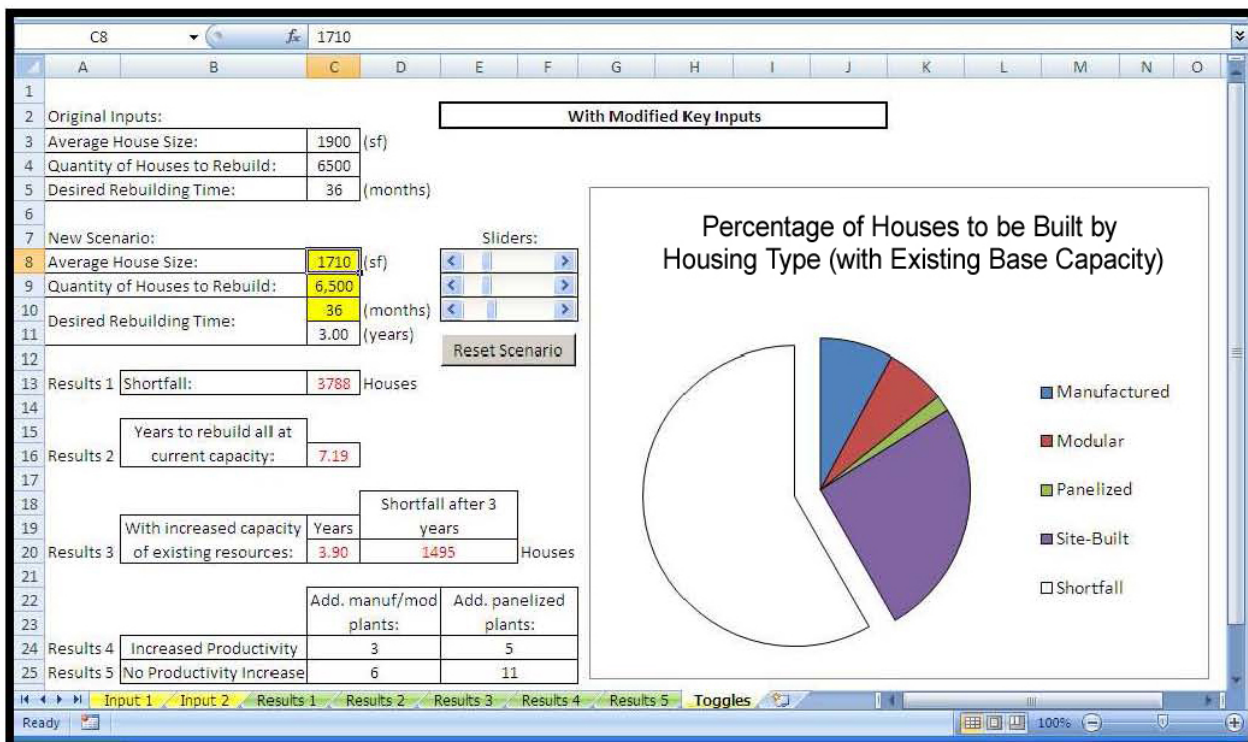 C8 fx 1710
A B C D E F G H I J K L M N O
1
2 Original Inputs: With Modified Key Inputs
3 Average House Size: 1900 (sf)
4 Quantity of Houses to Rebuild: 6500
5 Desired Rebuilding Time: 36 (months)
6
7 New Scenario: Sliders:
8 Average House Size: 1710 (sf)
9 Quantity of Houses to Rebuild: 6,500
10 36 (months)
Desired Rebuilding Time:
11 3.00 (years)
12 Reset Scenario
13 Results 1 Shortfall: 3788 Houses
14
15 Years to rebuild all at
16 Results 2 current capacity: 7.19
17
18 Shortfall after 3
19 With increased capacity Years years
20 Results 3 of existing resources: 3.90 1495 Houses
21
22 Add. manuf/mod Add. panelized
23 plants: plants:
24 Results 4 Increased Productivity 3 5
25 Results 5 No Productivity Increase 6 11
Percentage of Houses to be Built by
Housing Type (with Existing Base Capacity)
Manufactured
Modular
Panelized
Site-Built
Shortfall
Input 1 Input 2 Results 1 Results 2 Results 3 Results 4 Results 5 Toggles
Ready 100%